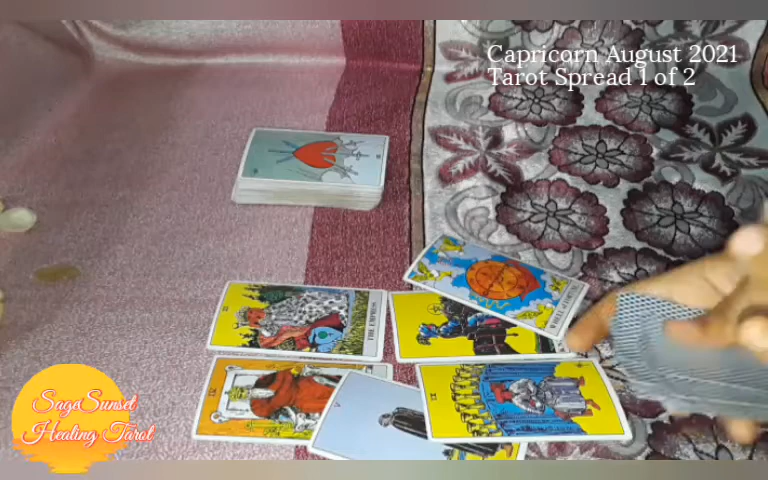 Capricorn August 2021
Tarot Spread 1 of 2
THE EMPRESS
WHEEL of FORTUNE
SageSunset
Healing Tarot